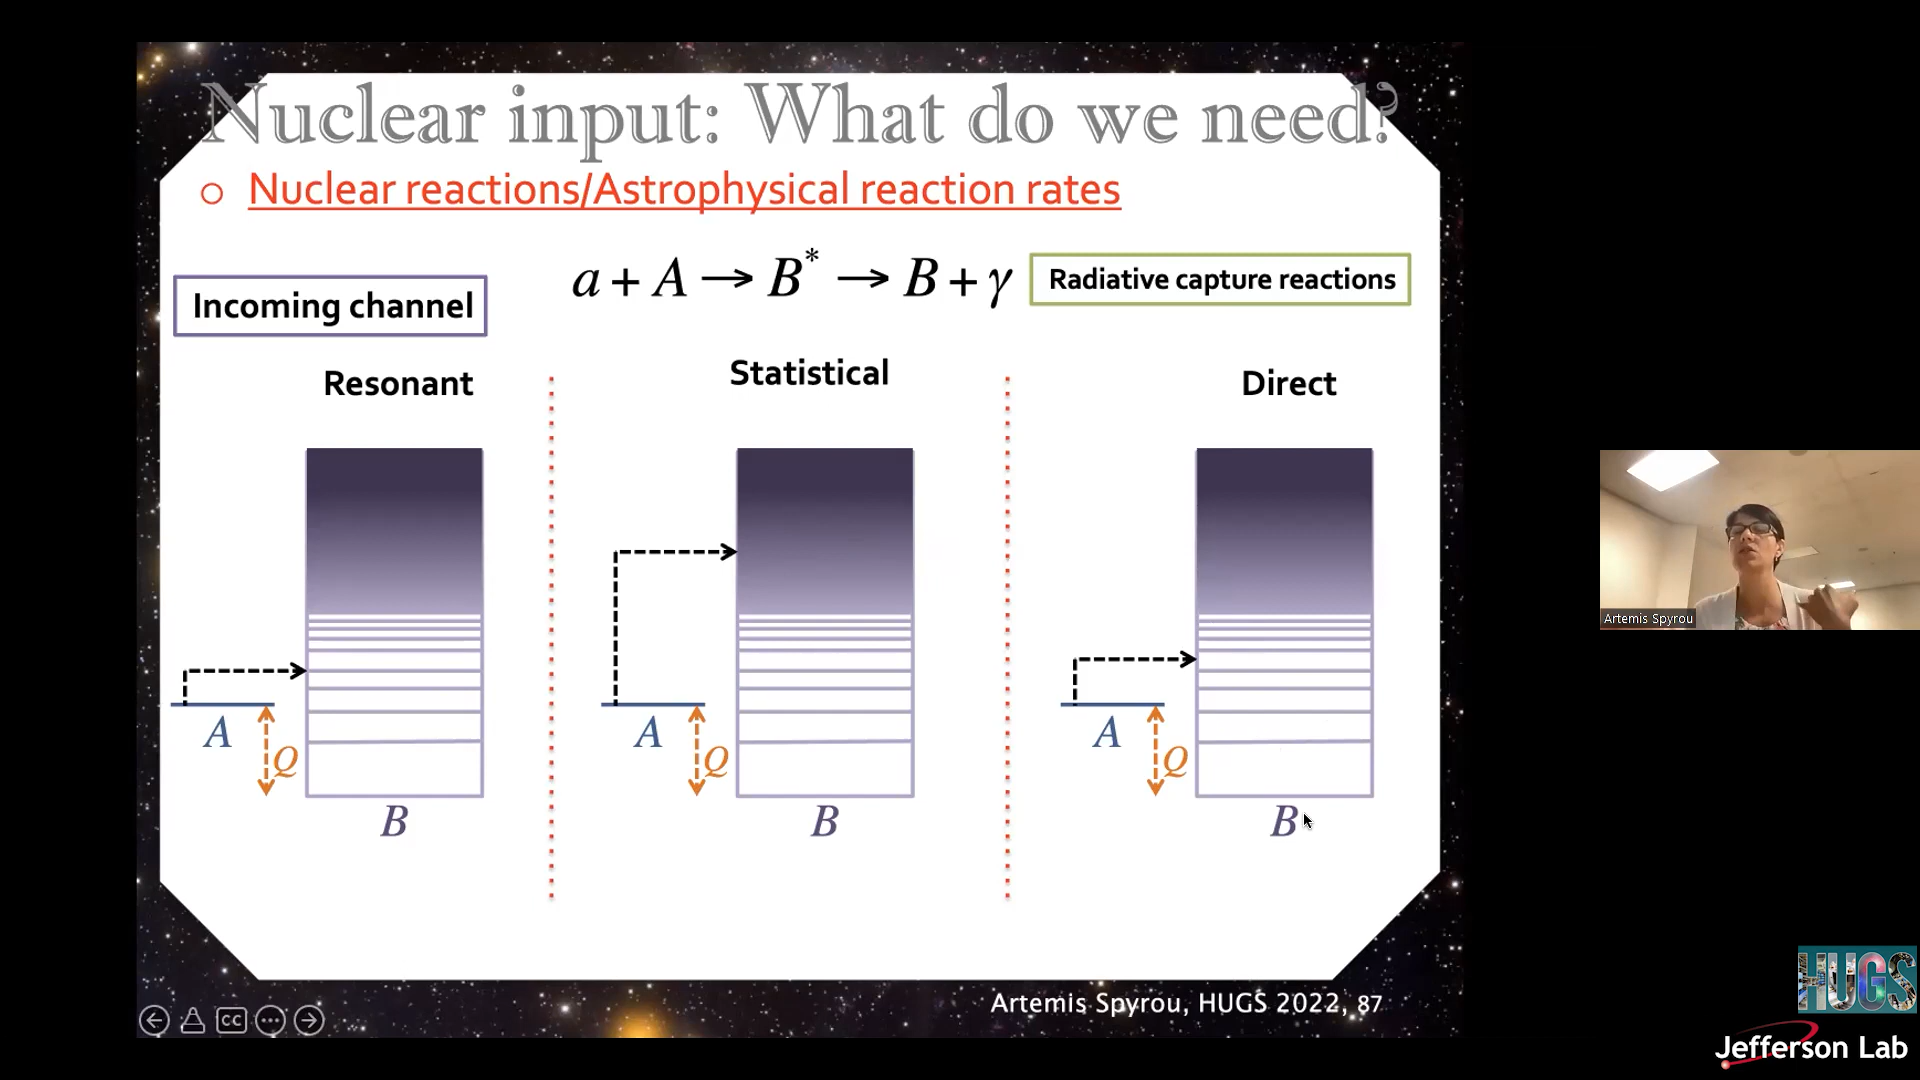 Nuclear input: What do we need?
○ Nuclear reactions/Astrophysical reaction rates
a + A → B* → B + γ
Radiative capture reactions
Incoming channel
Resonant
Statistical
Direct
A
Q
B
A
Q
B
A
Q
B
Artemis Spyrou
Artemis Spyrou, HUGS 2022, 87
CC
HUGS
Jefferson Lab